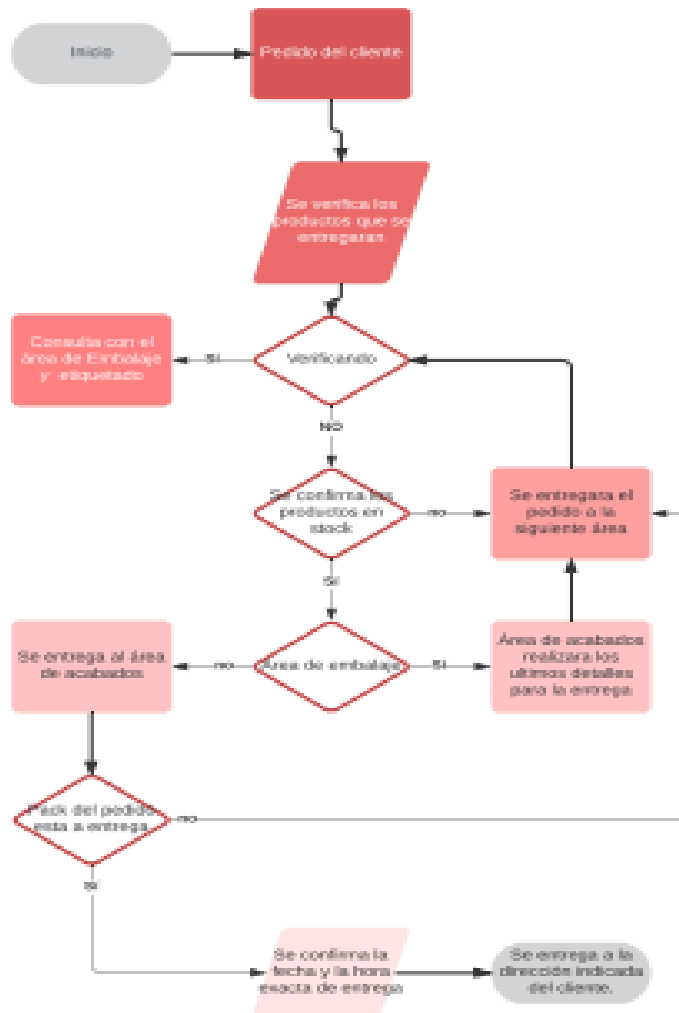 Inicio
Pedido del cliente
Se verifica los
productos que se
entregaran
Consulta con el
área de Embalaje
y etiquetado
SI
Verificando
NO
Se confirma los
productos en
stock
no
Se entregara el
pedido a la
siguiente área
SI
Se entrega al área
de acabados
no
Área de embalaje
SI
Área de acabados
realizara los
ultimos detalles
para la entrega
Pack del pedido
esta a entrega
no
SI
Se confirma la
fecha y la hora
exacta de entrega
Se entrega a la
dirección indicada
del cliente.